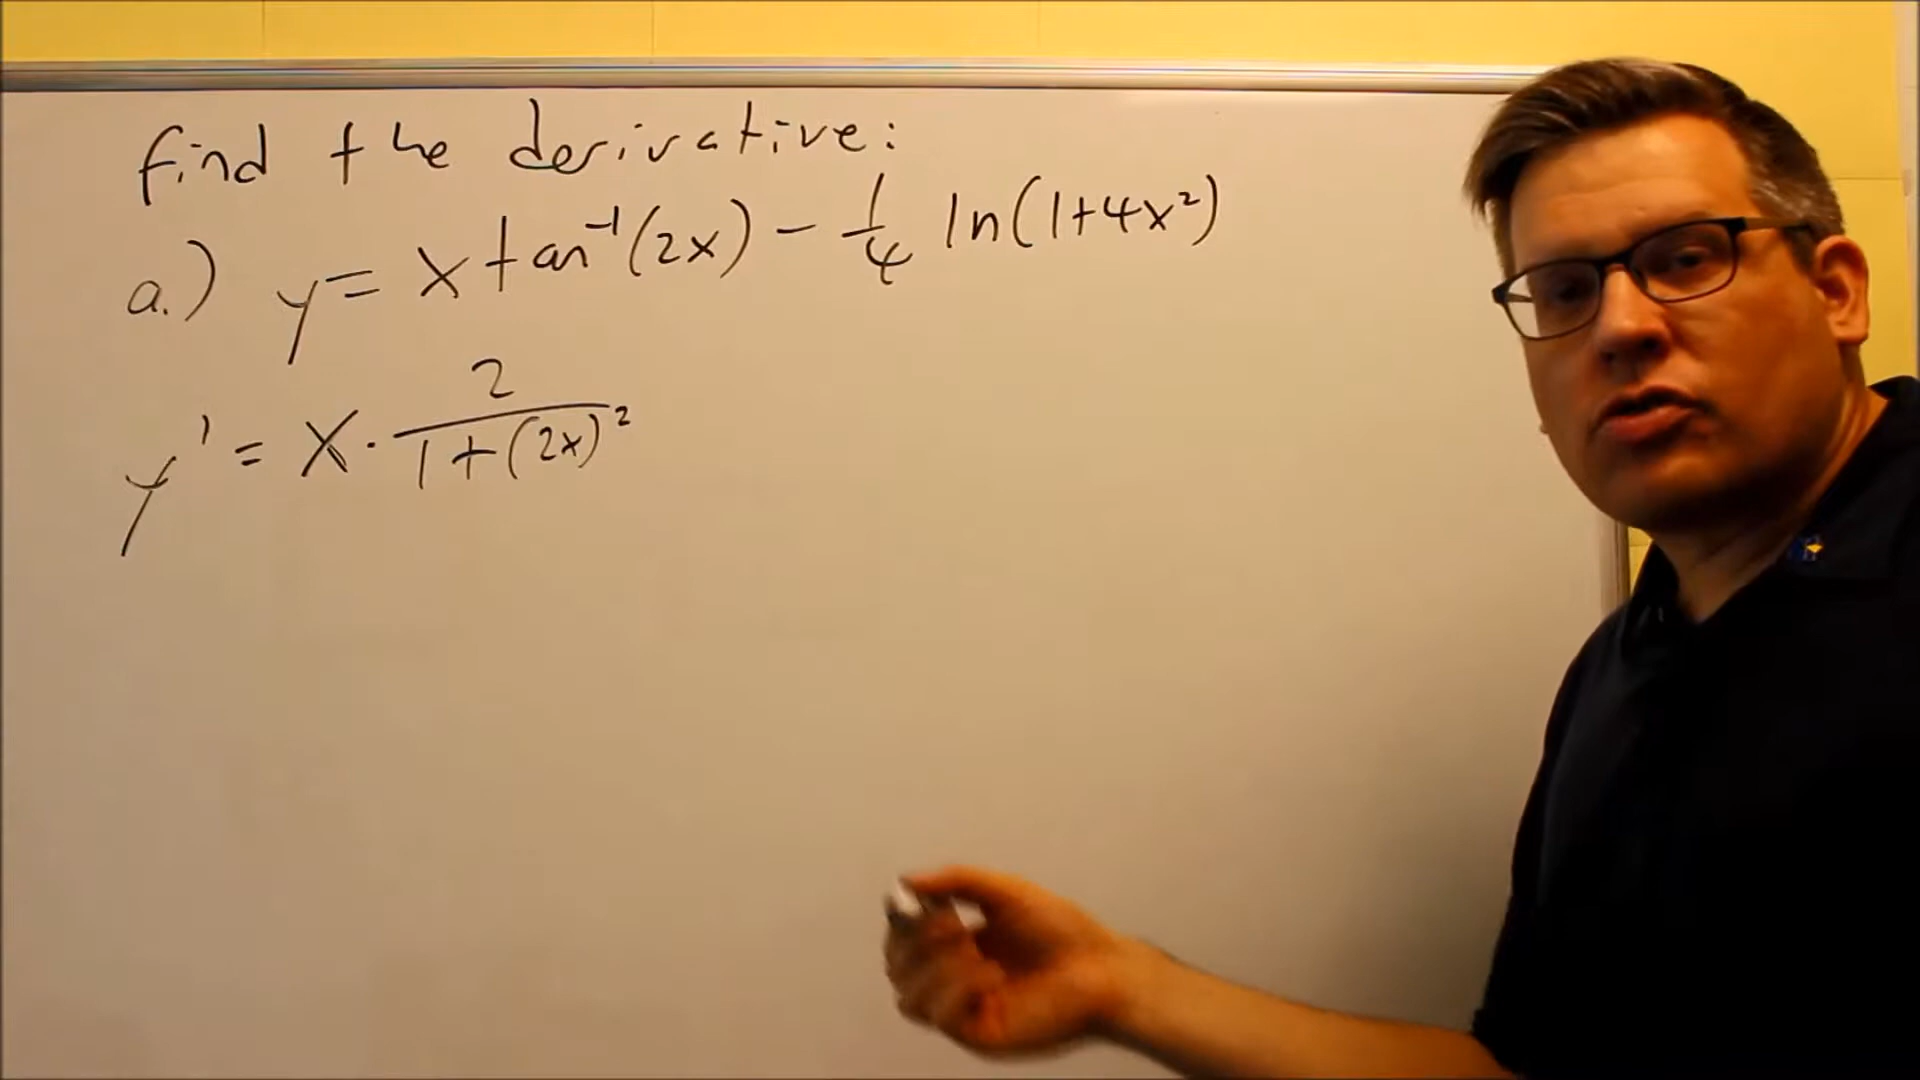 find the derivative:
a.) y = x tan⁻¹(2x) - 1/4 ln(1+4x²)
y' = x · 2/(1+(2x)²)